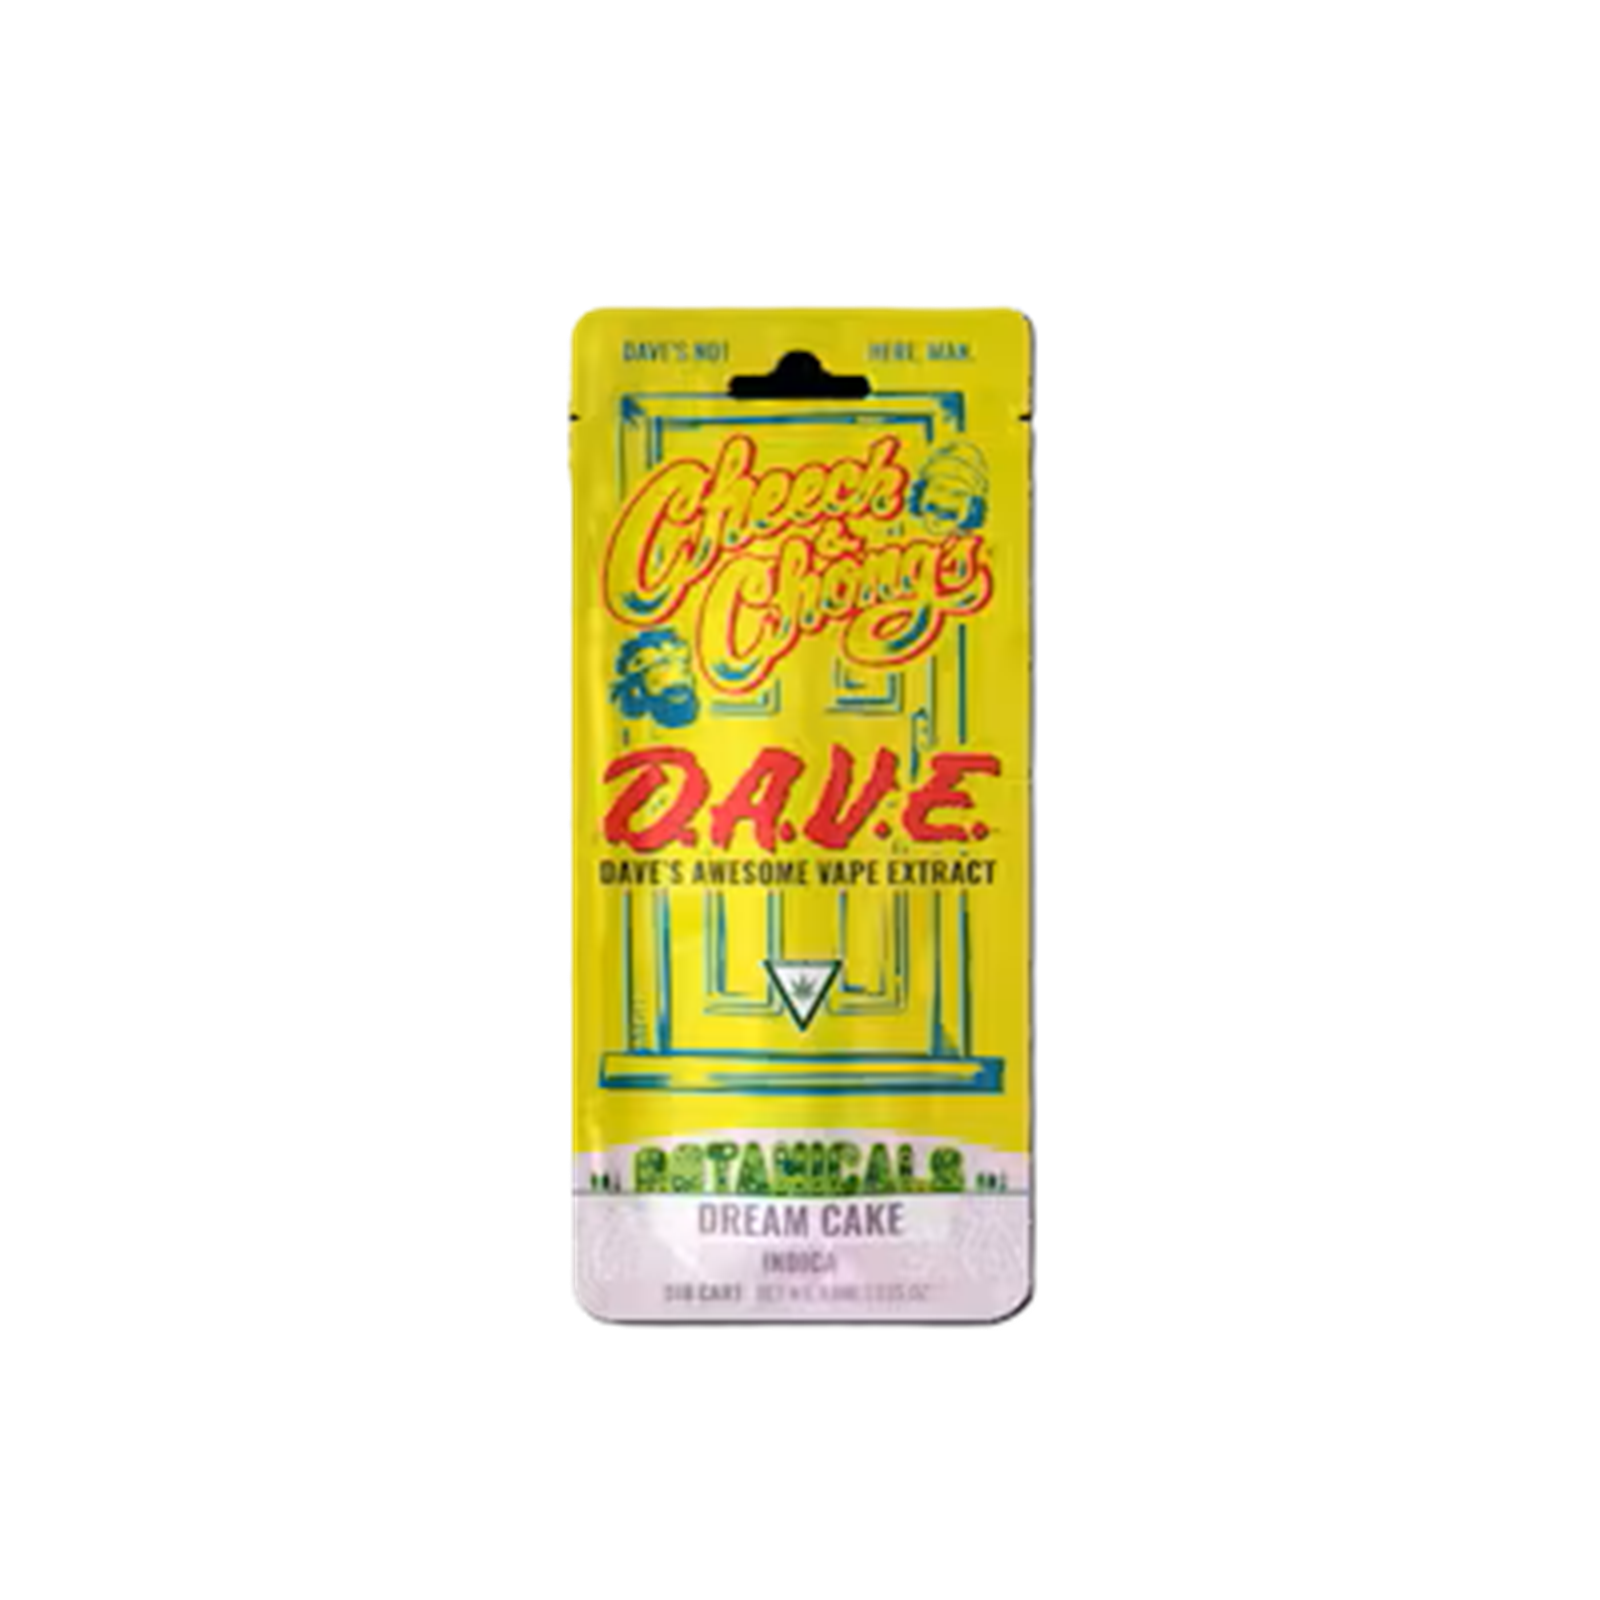 DAVE'S NOT HERE, MAN.
Cheech
&
Chong's
D.A.V.E.
DAVE'S AWESOME VAPE EXTRACT
BOTANICALS
DREAM CAKE
INDICA
510 CART